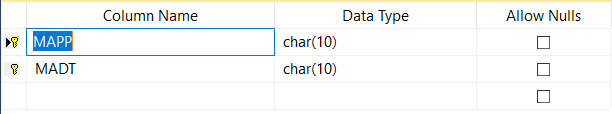 Column Name Data Type Allow Nulls
MAPP char(10)
MADT char(10)